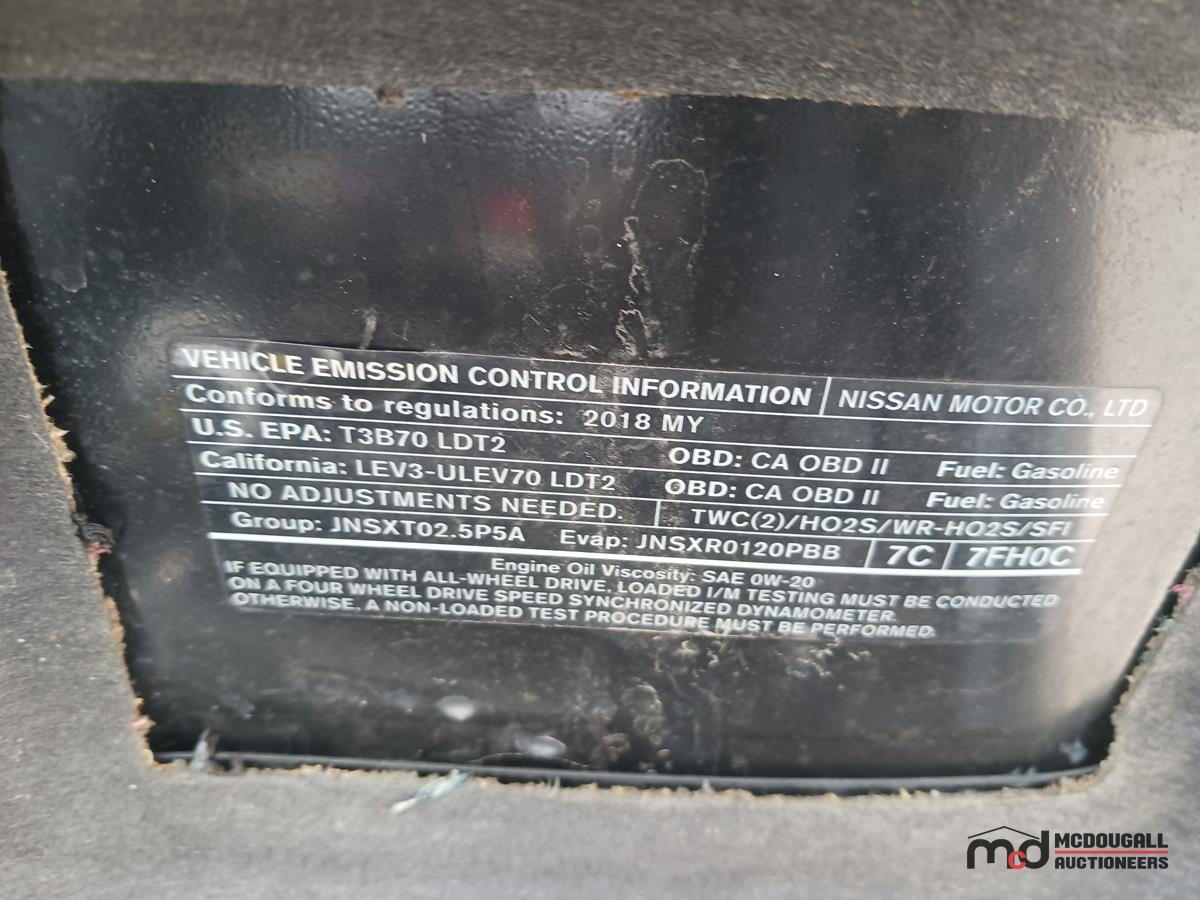 VEHICLE EMISSION CONTROL INFORMATION NISSAN MOTOR CO., LTD
Conforms to regulations: 2018 MY
U.S. EPA: T3B70 LDT2 OBD: CA OBD II Fuel: Gasoline
California: LEV3-ULEV70 LDT2 OBD: CA OBD II Fuel: Gasoline
NO ADJUSTMENTS NEEDED. TWC(2)/HO2S/WR-HO2S/SFI
Group: JNSXT02.5P5A Evap: JNSXR0120PBB 7C 7FH0C
Engine Oil Viscosity: SAE 0W-20
IF EQUIPPED WITH ALL-WHEEL DRIVE, LOADED I/M TESTING MUST BE CONDUCTED
ON A FOUR WHEEL DRIVE SPEED SYNCHRONIZED DYNAMOMETER.
OTHERWISE, A NON-LOADED TEST PROCEDURE MUST BE PERFORMED.
mcd MCDOUGALL
AUCTIONEERS